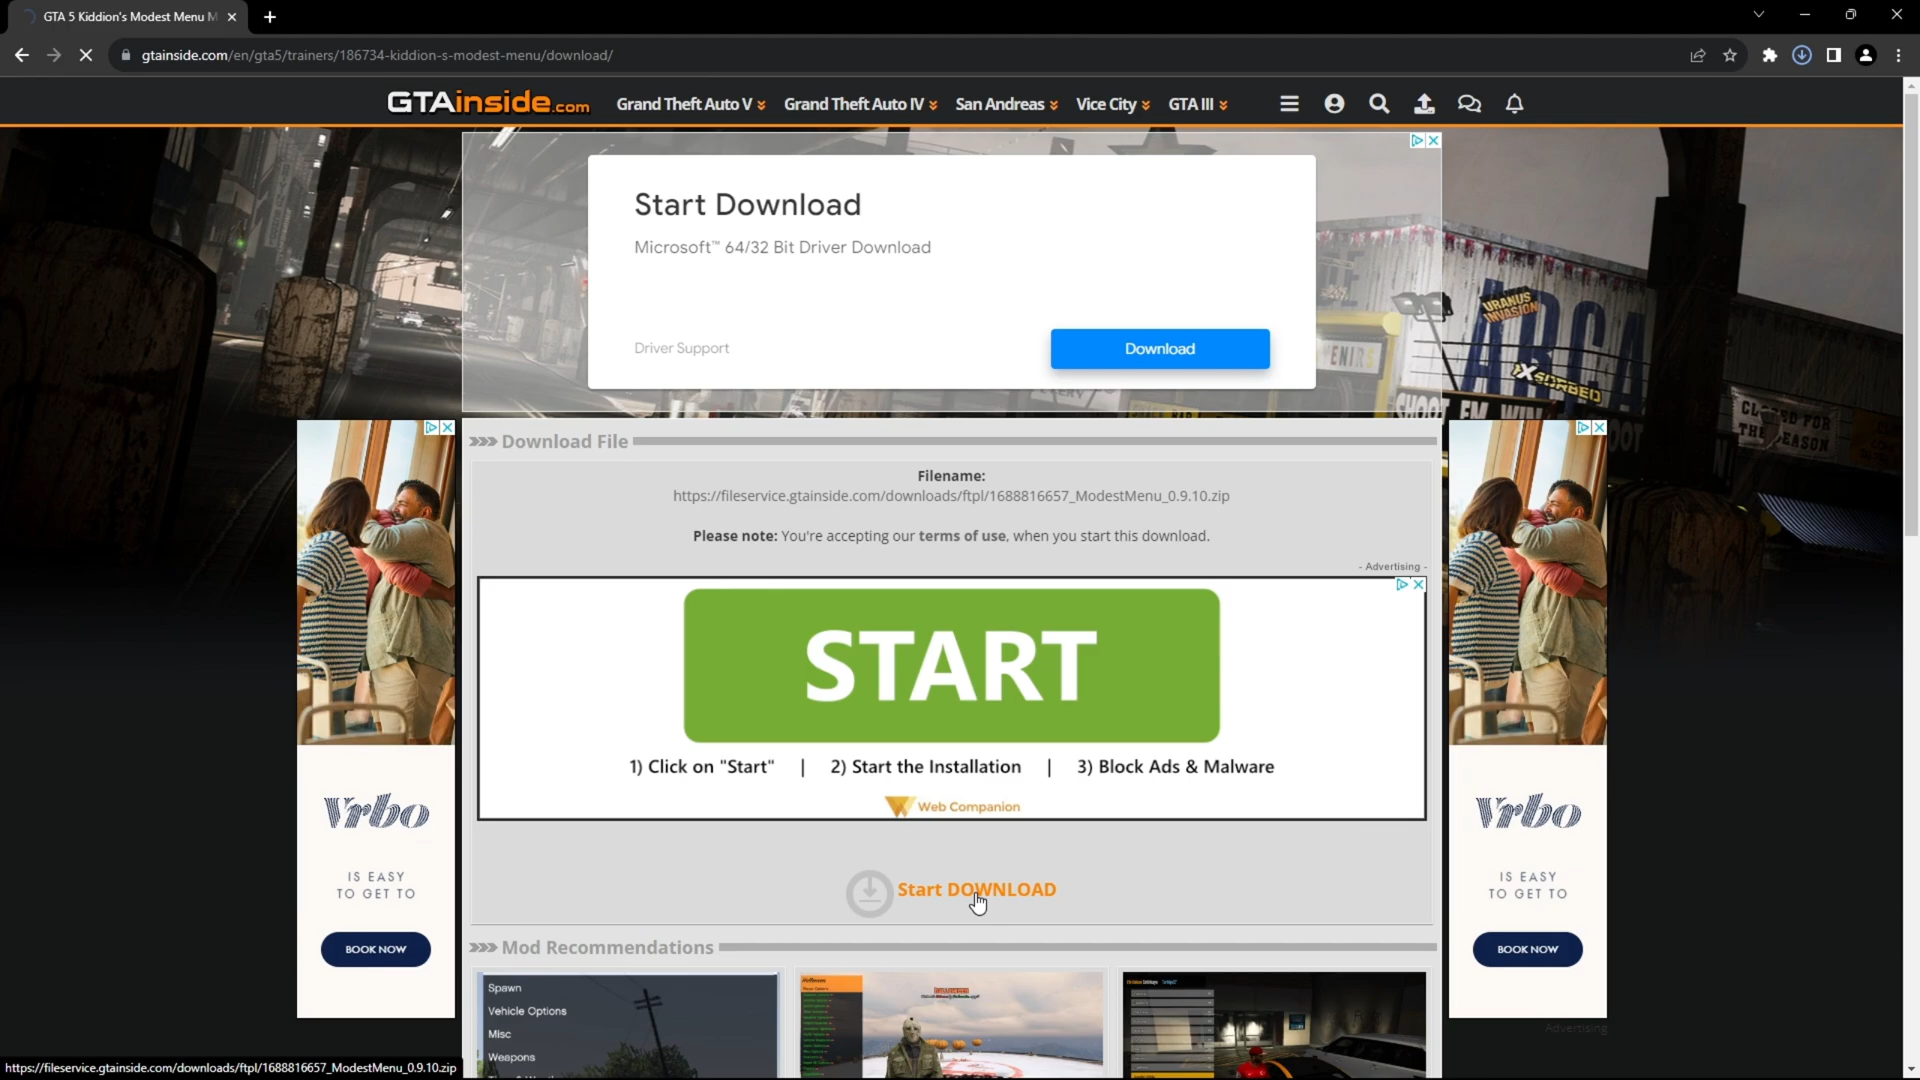 GTA 5 Kiddion's Modest Menu M
gtainside.com/en/gta5/trainers/186734-kiddion-s-modest-menu/download/
GTAinside.com
Grand Theft Auto V
Grand Theft Auto IV
San Andreas
Vice City
GTA III
Start Download
Microsoft™ 64/32 Bit Driver Download
Driver Support
Download
URANUS
INVASION
XSORBED
Download File
Filename:
https://fileservice.gtainside.com/downloads/ftpl/1688816657_ModestMenu_0.9.10.zip
Please note: You're accepting our terms of use, when you start this download.
- Advertising -
START
1) Click on "Start" | 2) Start the Installation | 3) Block Ads & Malware
Web Companion
Vrbo
IS EASY
TO GET TO
BOOK NOW
Vrbo
IS EASY
TO GET TO
BOOK NOW
Advertising
Start DOWNLOAD
Mod Recommendations
Spawn
Vehicle Options
Misc
Weapons
https://fileservice.gtainside.com/downloads/ftpl/1688816657_ModestMenu_0.9.10.zip